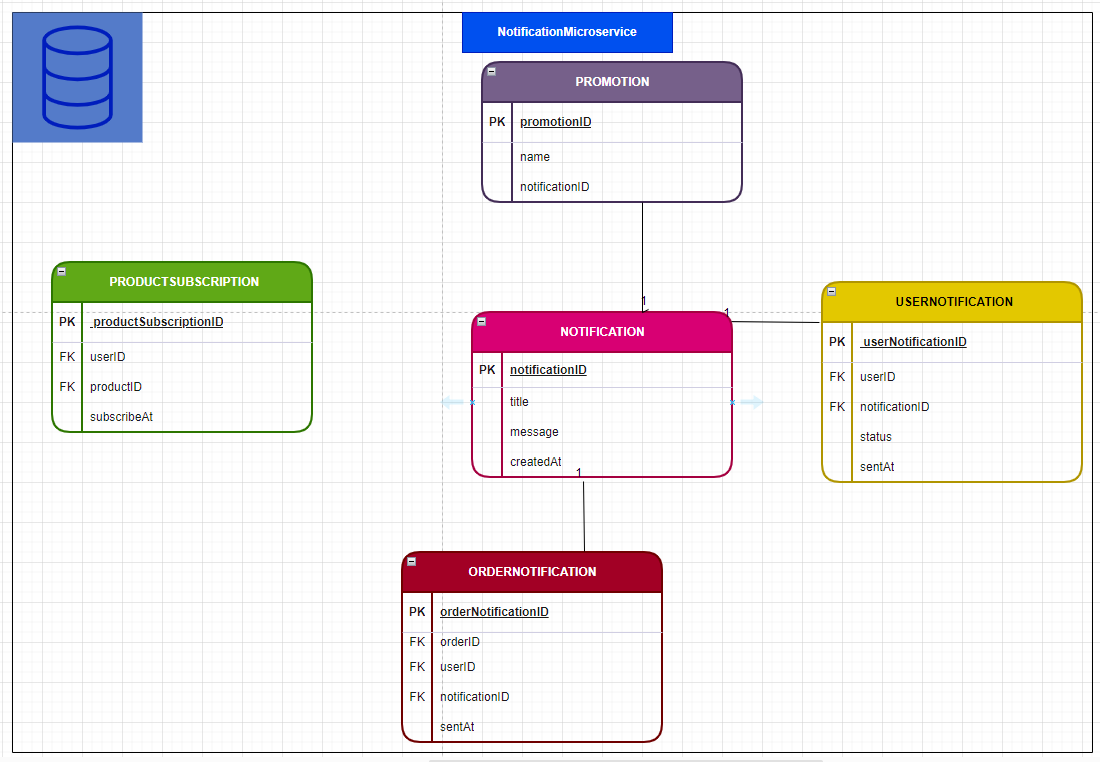 NotificationMicroservice
PROMOTION
PK promotionID
name
notificationID
PRODUCTSUBSCRIPTION
PK productSubscriptionID
FK userID
FK productID
subscribeAt
1
1
NOTIFICATION
PK notificationID
title
message
createdAt
1
USERNOTIFICATION
PK userNotificationID
FK userID
FK notificationID
status
sentAt
ORDERNOTIFICATION
PK orderNotificationID
FK orderID
FK userID
FK notificationID
sentAt